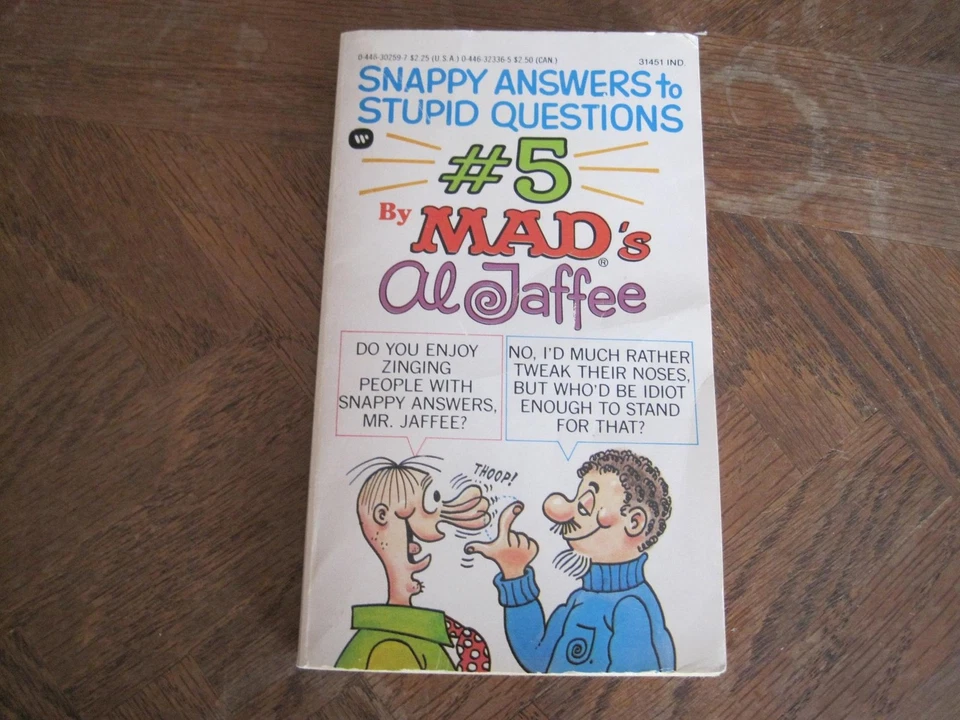 0-446-30259-7 $2.25 (U.S.A.) 0-446-32336-5 $2.50 (CAN.)
31451 IND.
SNAPPY ANSWERS to
STUPID QUESTIONS
#5
By MAD's®
Al Jaffee
DO YOU ENJOY
ZINGING
PEOPLE WITH
SNAPPY ANSWERS,
MR. JAFFEE?
NO, I'D MUCH RATHER
TWEAK THEIR NOSES,
BUT WHO'D BE IDIOT
ENOUGH TO STAND
FOR THAT?
THOOP!